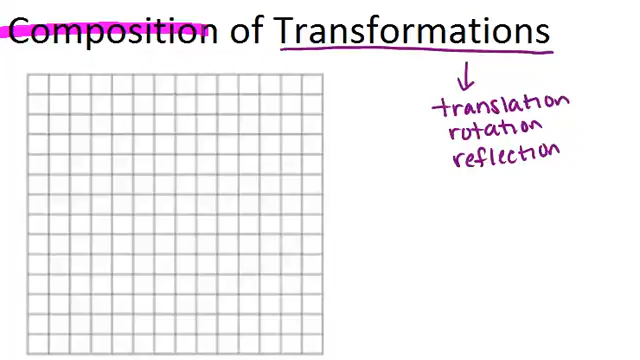 Composition of Transformations
translation
rotation
reflection